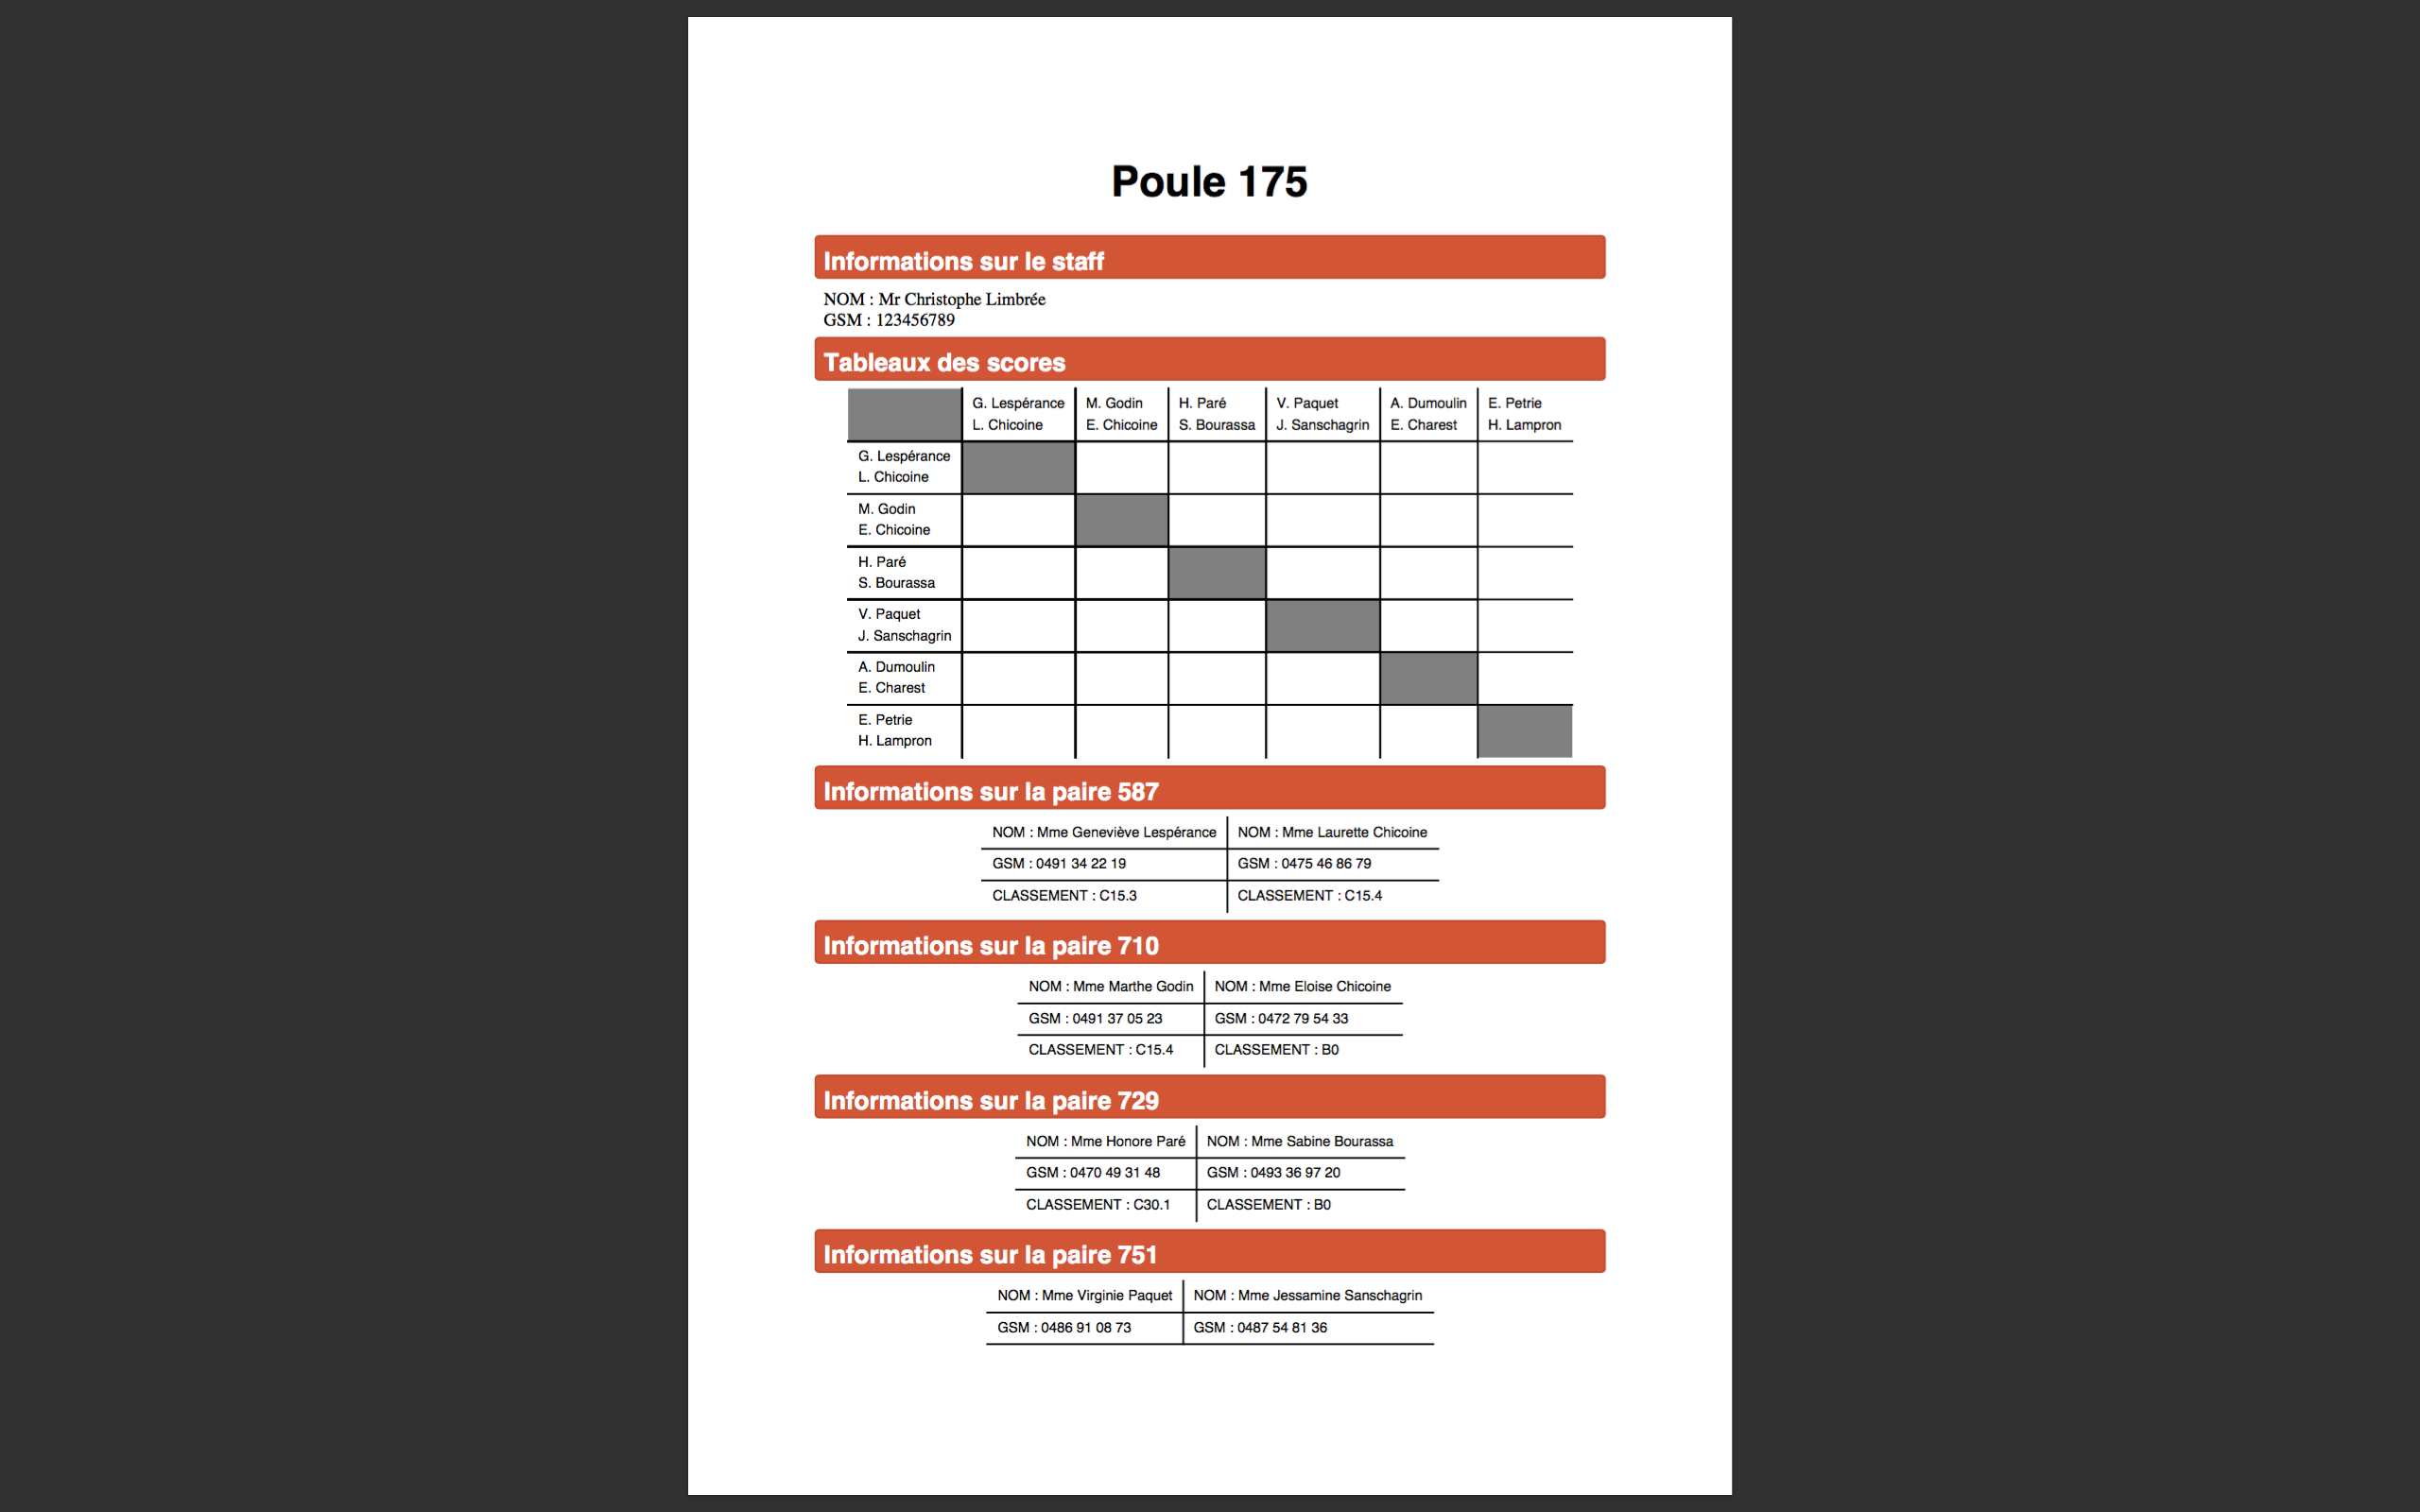 Poule 175
Informations sur le staff
NOM : Mr Christophe Limbrée
GSM : 123456789
Tableaux des scores
G. Lespérance M. Godin H. Paré V. Paquet A. Dumoulin E. Petrie
L. Chicoine E. Chicoine S. Bourassa J. Sanschagrin E. Charest H. Lampron
G. Lespérance
L. Chicoine
M. Godin
E. Chicoine
H. Paré
S. Bourassa
V. Paquet
J. Sanschagrin
A. Dumoulin
E. Charest
E. Petrie
H. Lampron
Informations sur la paire 587
NOM : Mme Geneviève Lespérance NOM : Mme Laurette Chicoine
GSM : 0491 34 22 19 GSM : 0475 46 86 79
CLASSEMENT : C15.3 CLASSEMENT : C15.4
Informations sur la paire 710
NOM : Mme Marthe Godin NOM : Mme Eloise Chicoine
GSM : 0491 37 05 23 GSM : 0472 79 54 33
CLASSEMENT : C15.4 CLASSEMENT : B0
Informations sur la paire 729
NOM : Mme Honore Paré NOM : Mme Sabine Bourassa
GSM : 0470 49 31 48 GSM : 0493 36 97 20
CLASSEMENT : C30.1 CLASSEMENT : B0
Informations sur la paire 751
NOM : Mme Virginie Paquet NOM : Mme Jessamine Sanschagrin
GSM : 0486 91 08 73 GSM : 0487 54 81 36